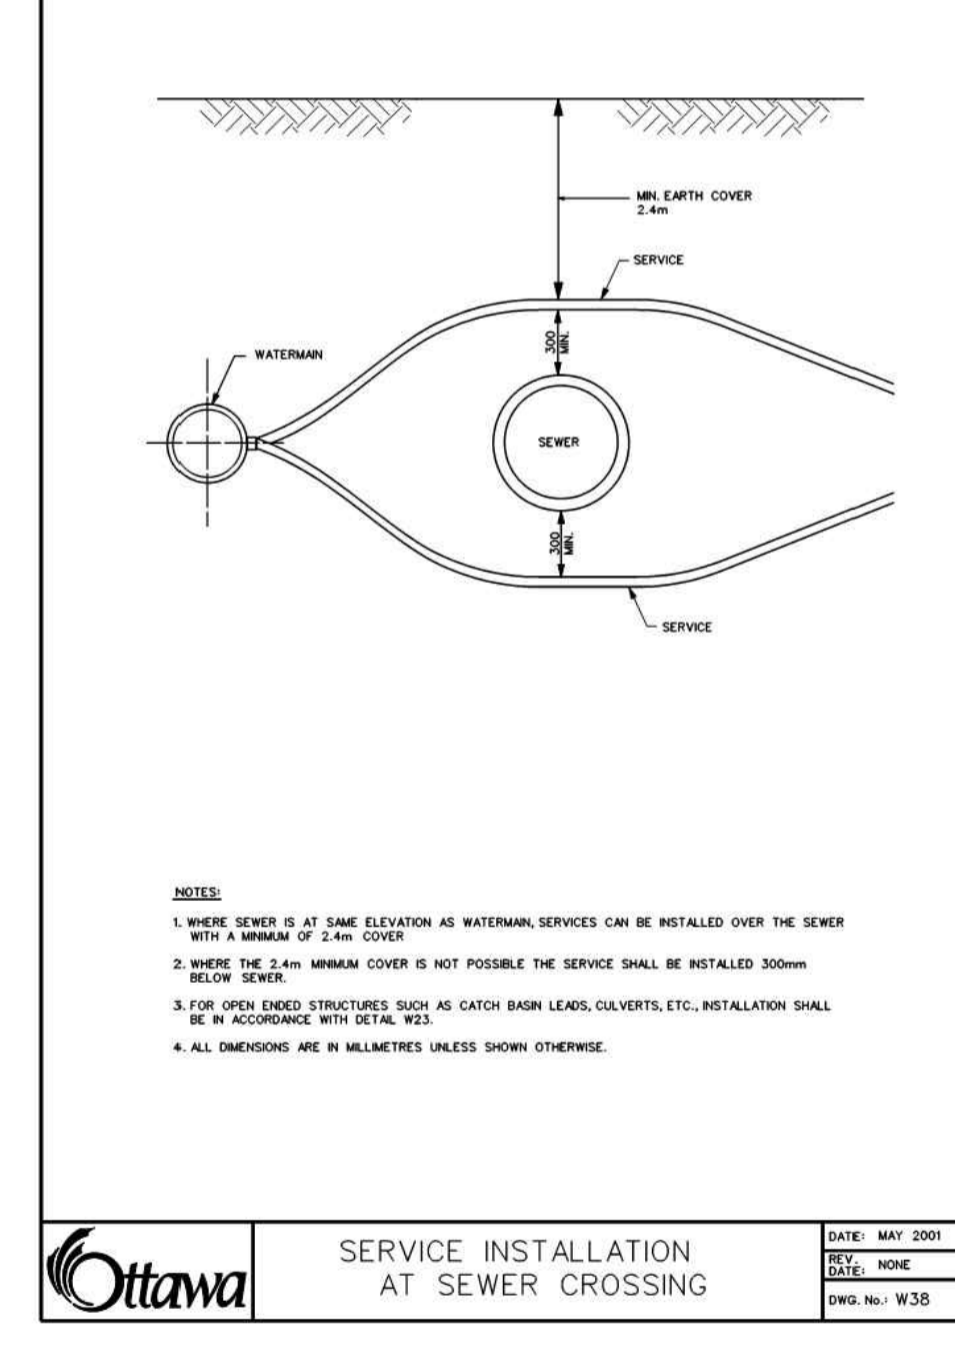 MIN. EARTH COVER
2.4m
SERVICE
300
MIN.
WATERMAIN
SEWER
300
MIN.
SERVICE
NOTES:
1. WHERE SEWER IS AT SAME ELEVATION AS WATERMAIN, SERVICES CAN BE INSTALLED OVER THE SEWER
WITH A MINIMUM OF 2.4m COVER
2. WHERE THE 2.4m MINIMUM COVER IS NOT POSSIBLE THE SERVICE SHALL BE INSTALLED 300mm
BELOW SEWER.
3. FOR OPEN ENDED STRUCTURES SUCH AS CATCH BASIN LEADS, CULVERTS, ETC., INSTALLATION SHALL
BE IN ACCORDANCE WITH DETAIL W23.
4. ALL DIMENSIONS ARE IN MILLIMETRES UNLESS SHOWN OTHERWISE.
Ottawa
SERVICE INSTALLATION
AT SEWER CROSSING
DATE: MAY 2001
REV.
DATE: NONE
DWG. No.: W38